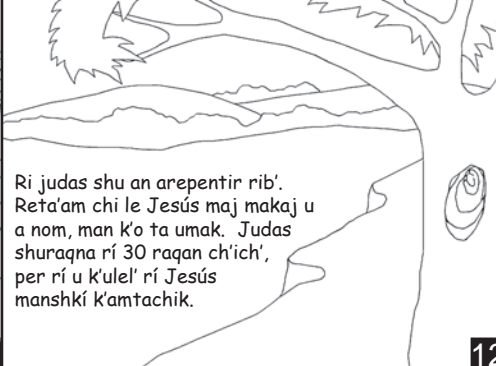 Ri judas shu an arepentir rib'.
Reta'am chi le Jesús maj makaj u
a nom, man k'o ta umak.  Judas
shuraqna rí 30 raqan ch'ich',
per rí u k'ulel' rí Jesús
manshkí k'amtachik.
12